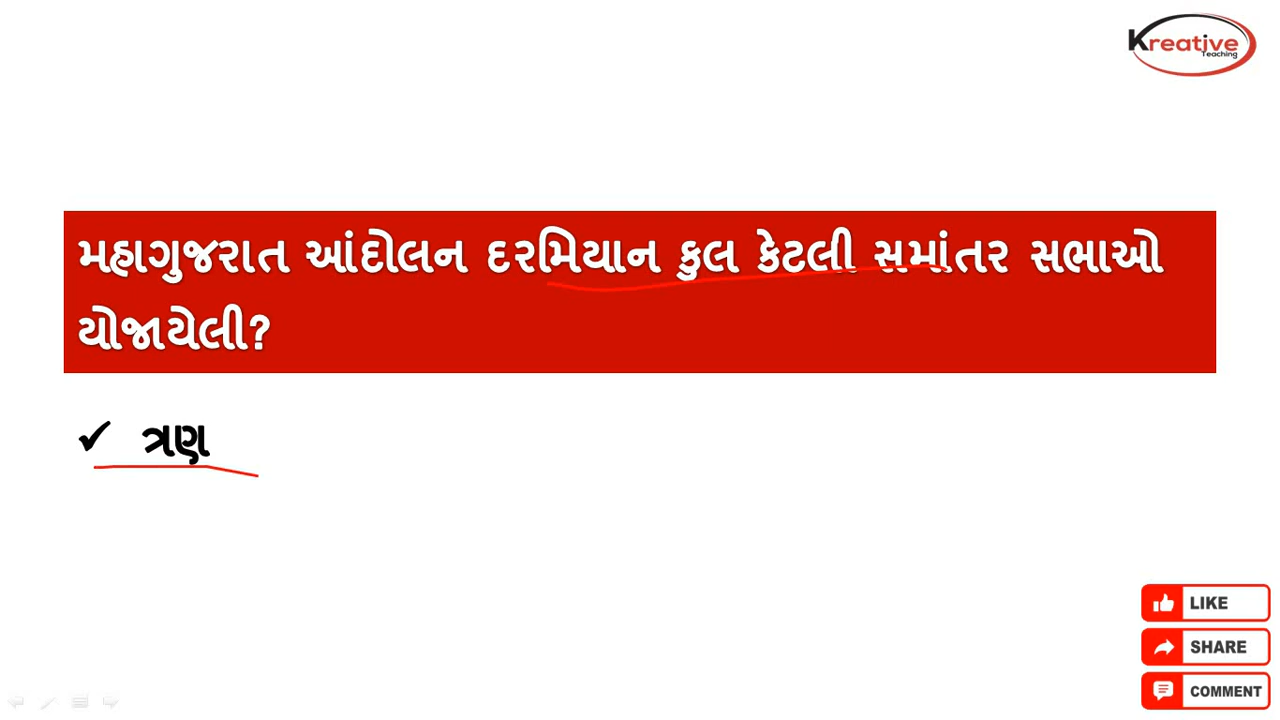 Kreative
Teaching
મહાગુજરાત આંદોલન દરમિયાન કુલ કેટલી સમાંતર સભાઓ
યોજાયેલી?
✓ ત્રણ
LIKE
SHARE
COMMENT